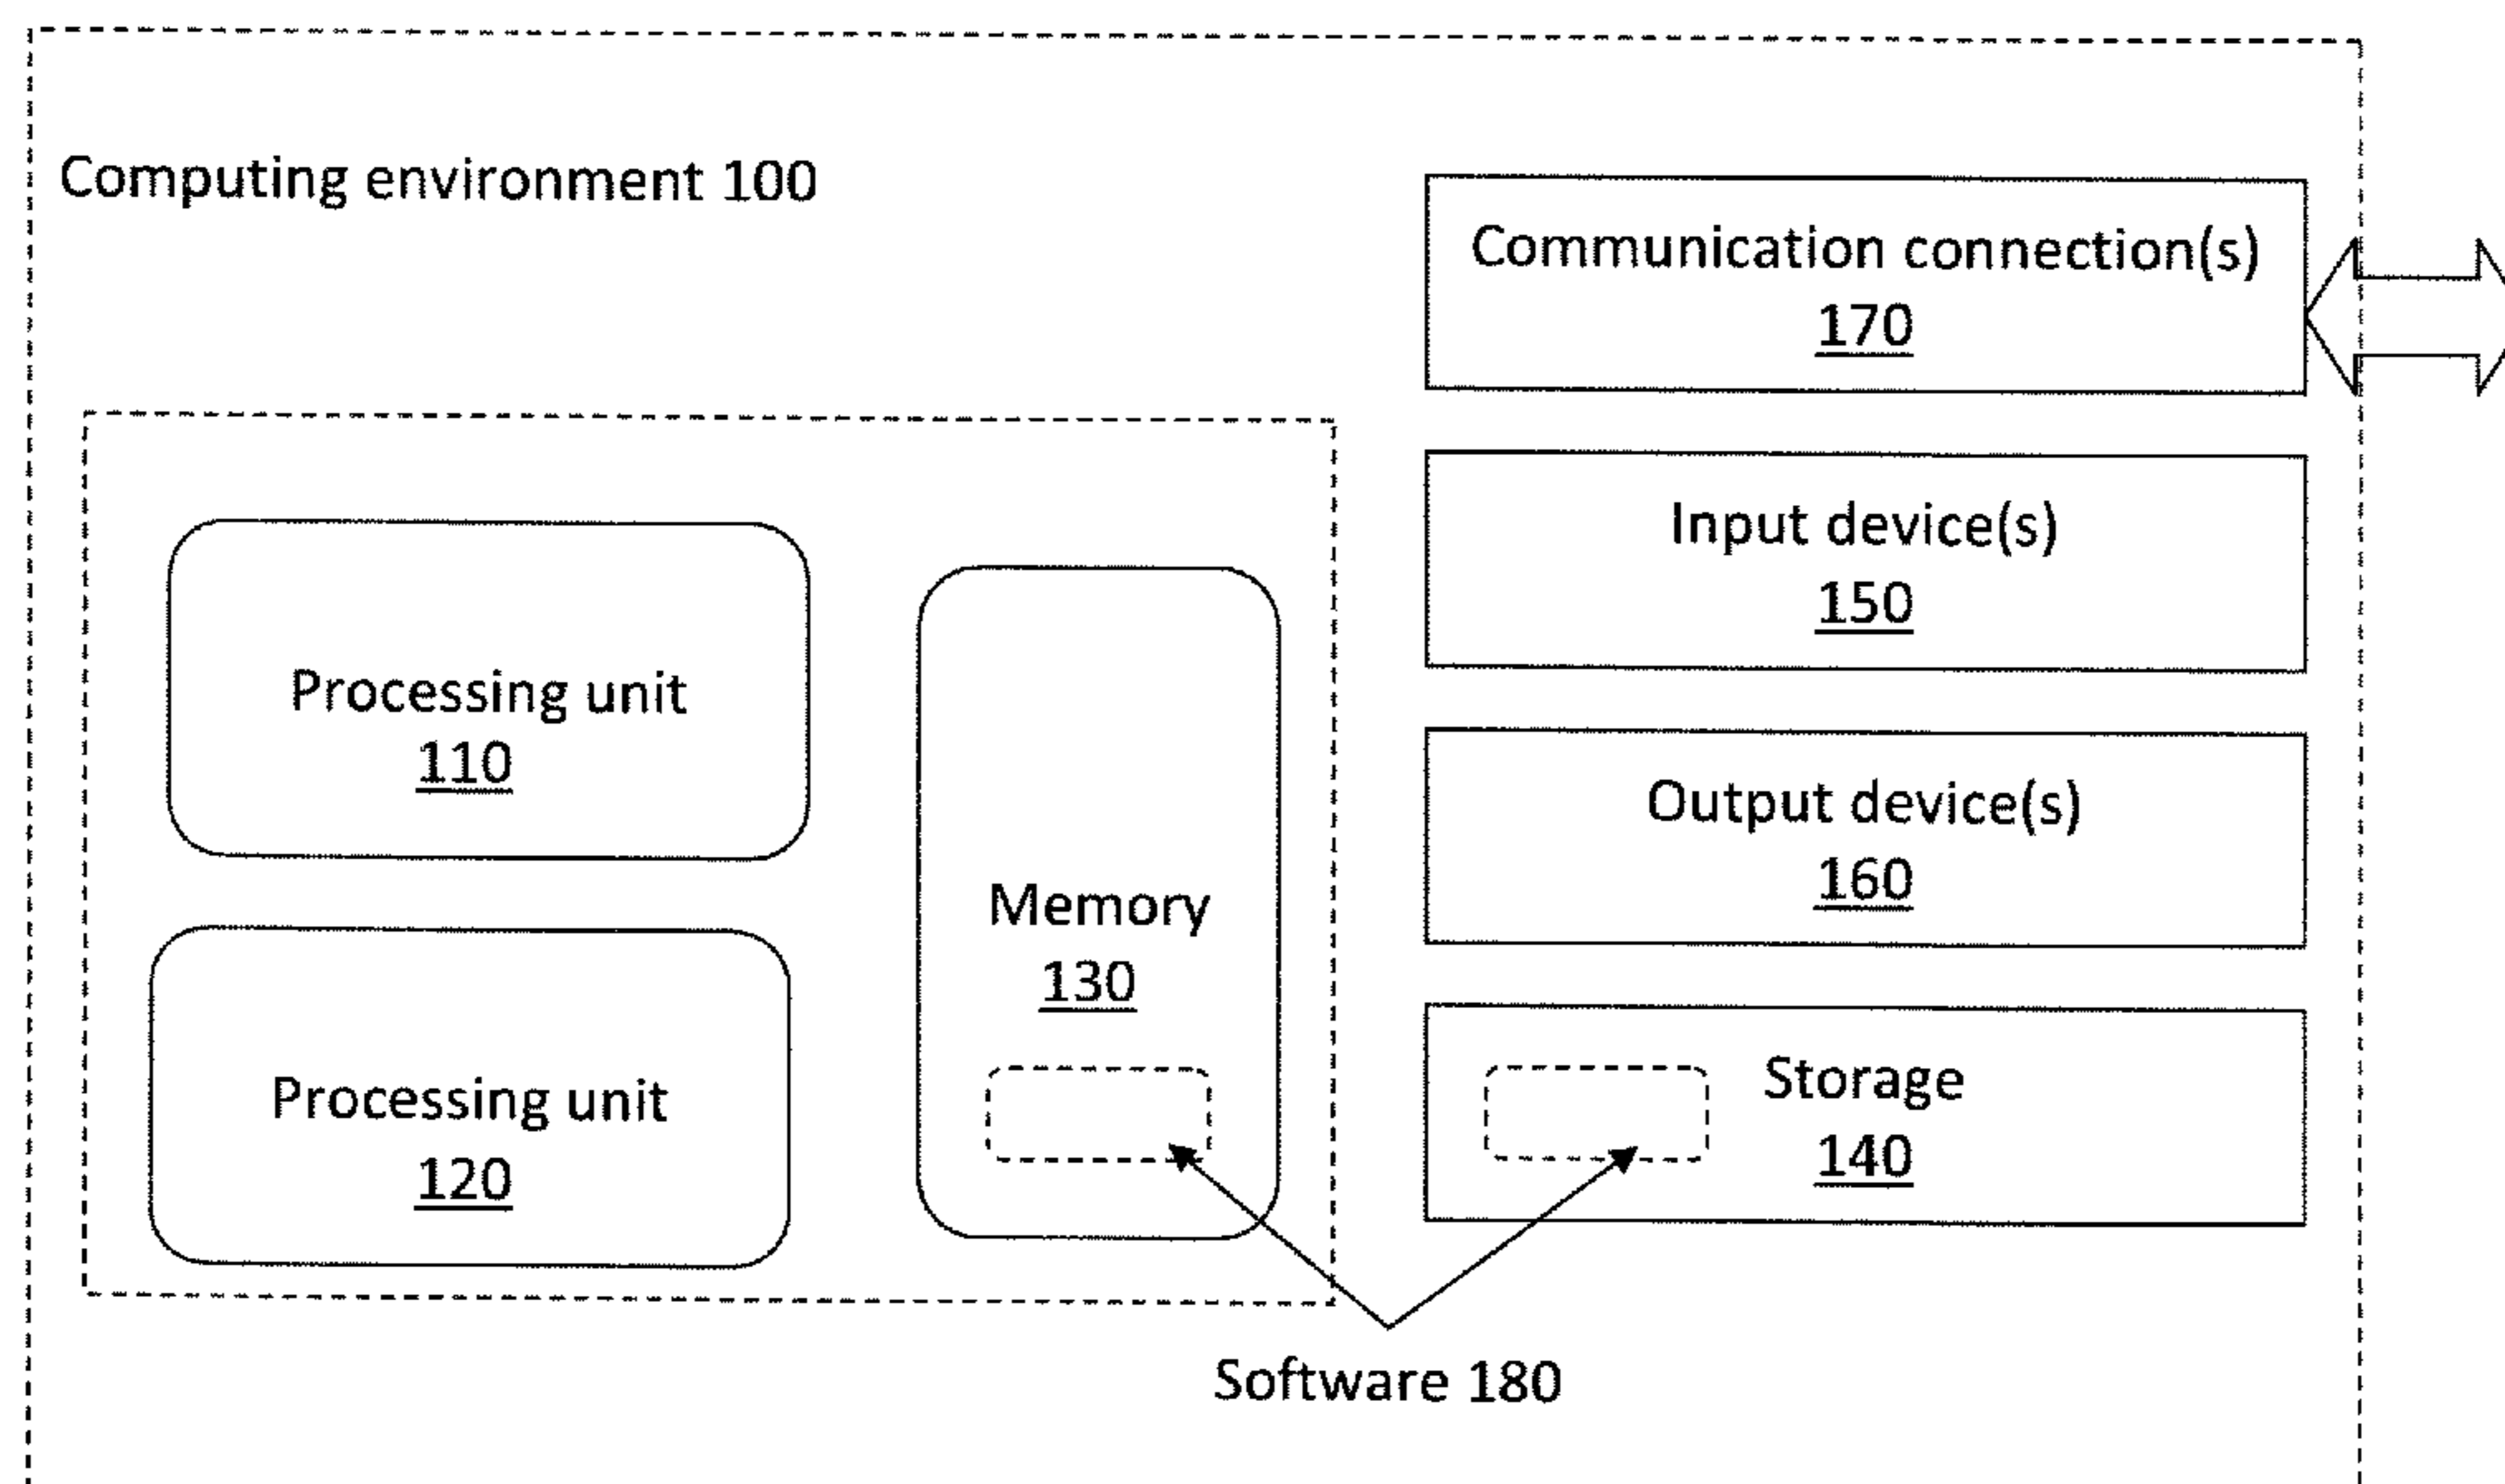 Computing environment 100
Communication connection(s)
170
Input device(s)
150
Output device(s)
160
Storage
140
Processing unit
110
Processing unit
120
Memory
130
Software 180